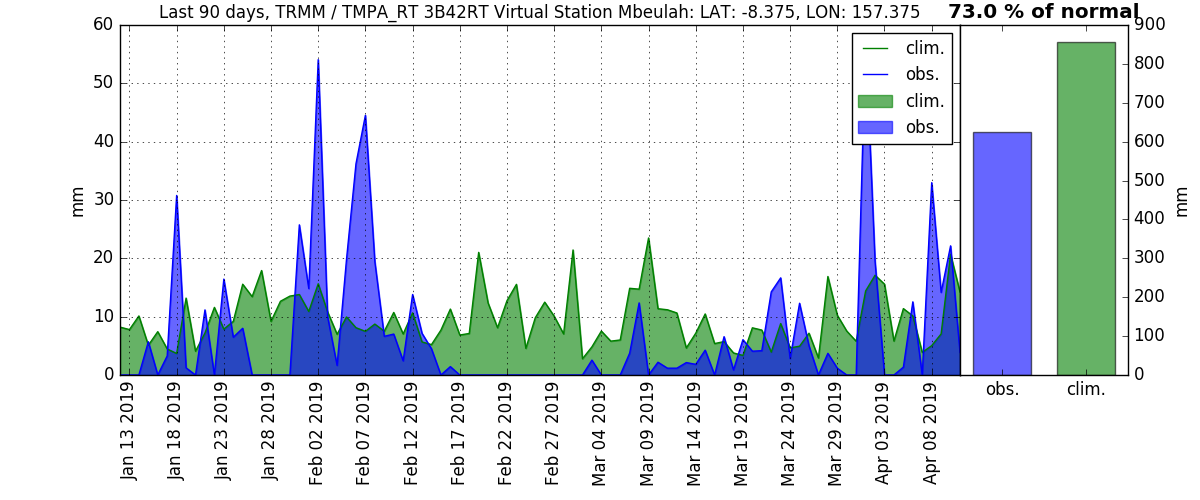 Last 90 days, TRMM / TMPA_RT 3B42RT Virtual Station Mbeulah: LAT: -8.375, LON: 157.375
73.0 % of normal
60
50
40
30
20
10
0
mm
clim.
obs.
clim.
obs.
Jan 13 2019
Jan 18 2019
Jan 23 2019
Jan 28 2019
Feb 02 2019
Feb 07 2019
Feb 12 2019
Feb 17 2019
Feb 22 2019
Feb 27 2019
Mar 04 2019
Mar 09 2019
Mar 14 2019
Mar 19 2019
Mar 24 2019
Mar 29 2019
Apr 03 2019
Apr 08 2019
900
800
700
600
500
400
300
200
100
0
mm
obs.
clim.